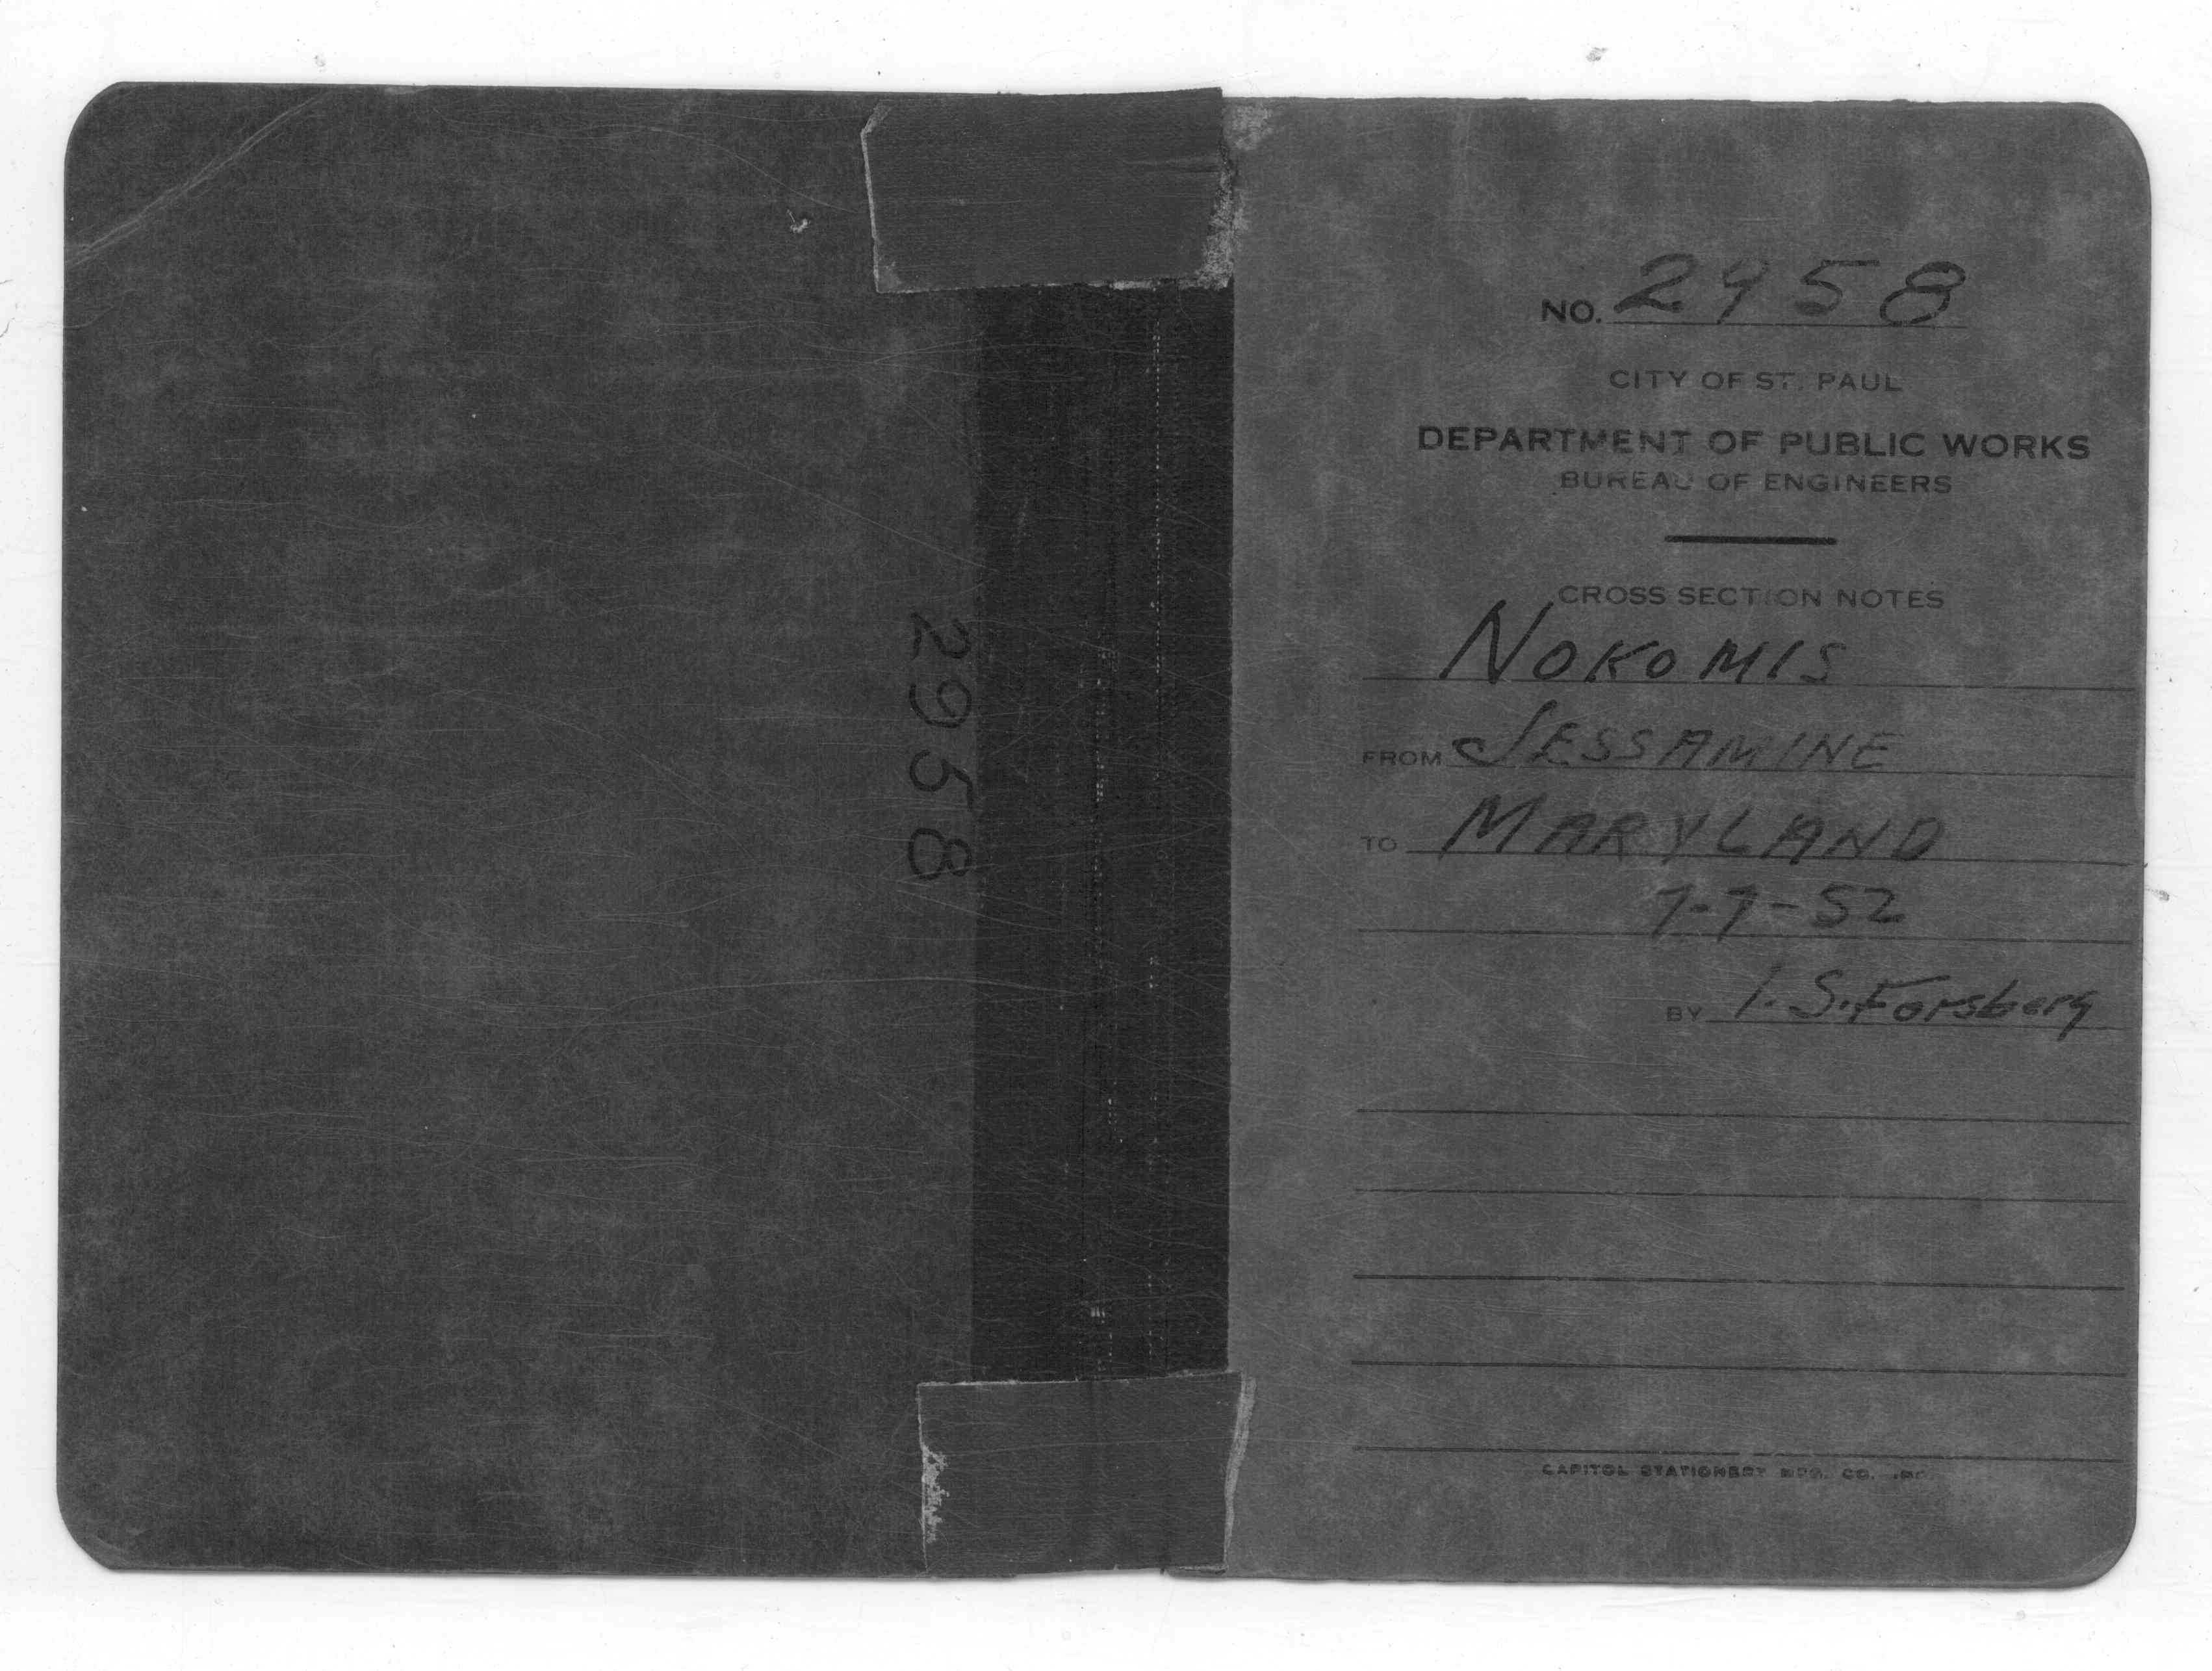 2958
NO. 2958
CITY OF ST. PAUL
DEPARTMENT OF PUBLIC WORKS
BUREAU OF ENGINEERS
CROSS SECTION NOTES
NOKOMIS
FROM JESSAMINE
TO MARYLAND
7-7-52
BY I. S. Forsberg
CAPITOL STATIONERY MFG. CO. INC.